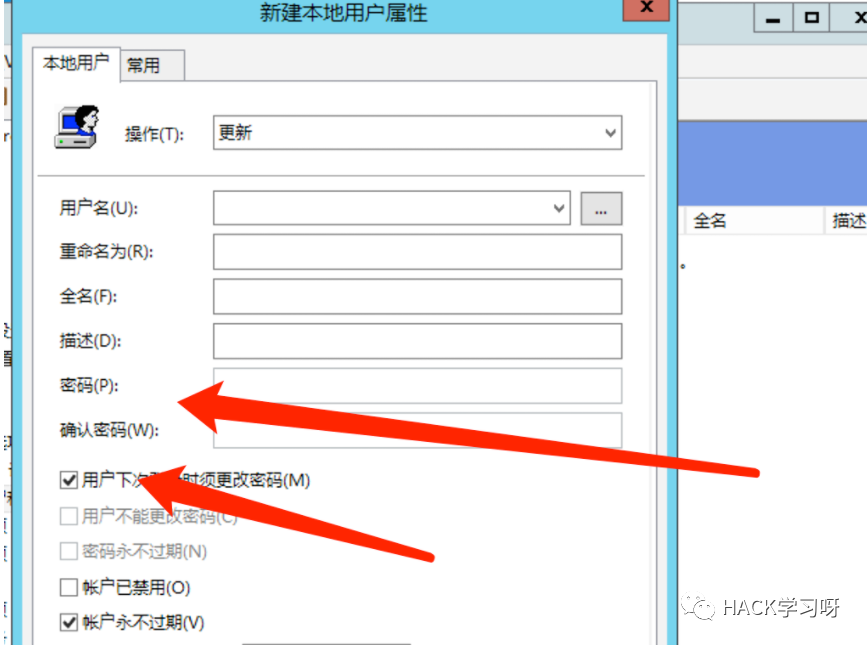 新建本地用户属性
本地用户 常用
操作(T): 更新
用户名(U): ...
重命名为(R):
全名(F):
描述(D):
密码(P):
确认密码(W):
用户下次 时须更改密码(M)
用户不能更改密码(C)
密码永不过期(N)
帐户已禁用(O)
帐户永不过期(V)
全名 描述
。
HACK学习呀